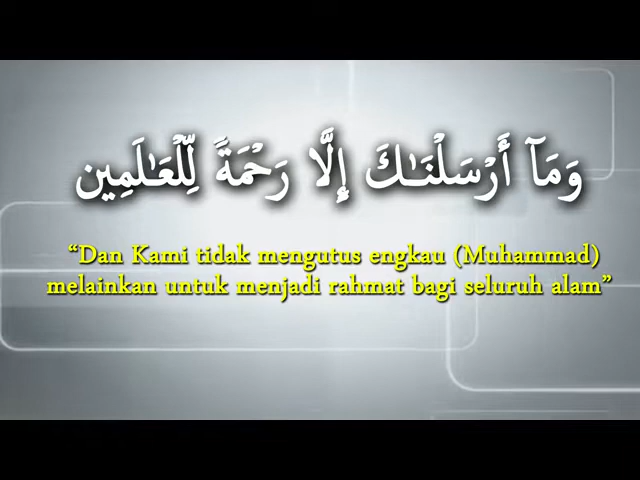 وَمَآ أَرْسَلْنَـٰكَ إِلَّا رَحْمَةً لِّلْعَـٰلَمِين
“Dan Kami tidak mengutus engkau (Muhammad)
melainkan untuk menjadi rahmat bagi seluruh alam”